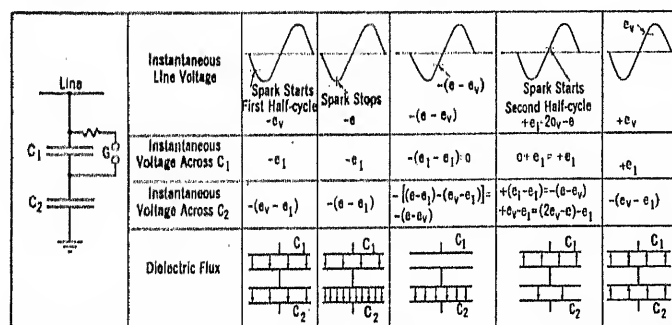 Line
C₁
G
C₂
Instantaneous
Line Voltage
Spark Starts
First Half-cycle
-eᵥ
Spark Stops
-e
-(e - eᵥ)
-(e - eᵥ)
Spark Starts
Second Half-cycle
+e₁-2eᵥ-e
eᵥ
+eᵥ
Instantaneous
Voltage Across C₁
-e₁
-e₁
-(e₁ - e₁) = 0
0+e₁ = +e₁
+e₁
Instantaneous
Voltage Across C₂
-(eᵥ - e₁)
-(e - e₁)
-[(e-e₁)-(eᵥ-e₁)]=
-(e-eᵥ)
+(e₁-e₁)=-(e-eᵥ)
+eᵥ-e₁=(2eᵥ-e)-e₁
-(eᵥ - e₁)
Dielectric Flux
C₁
C₂
C₁
C₂
C₁
C₂
C₁
C₂
C₁
C₂